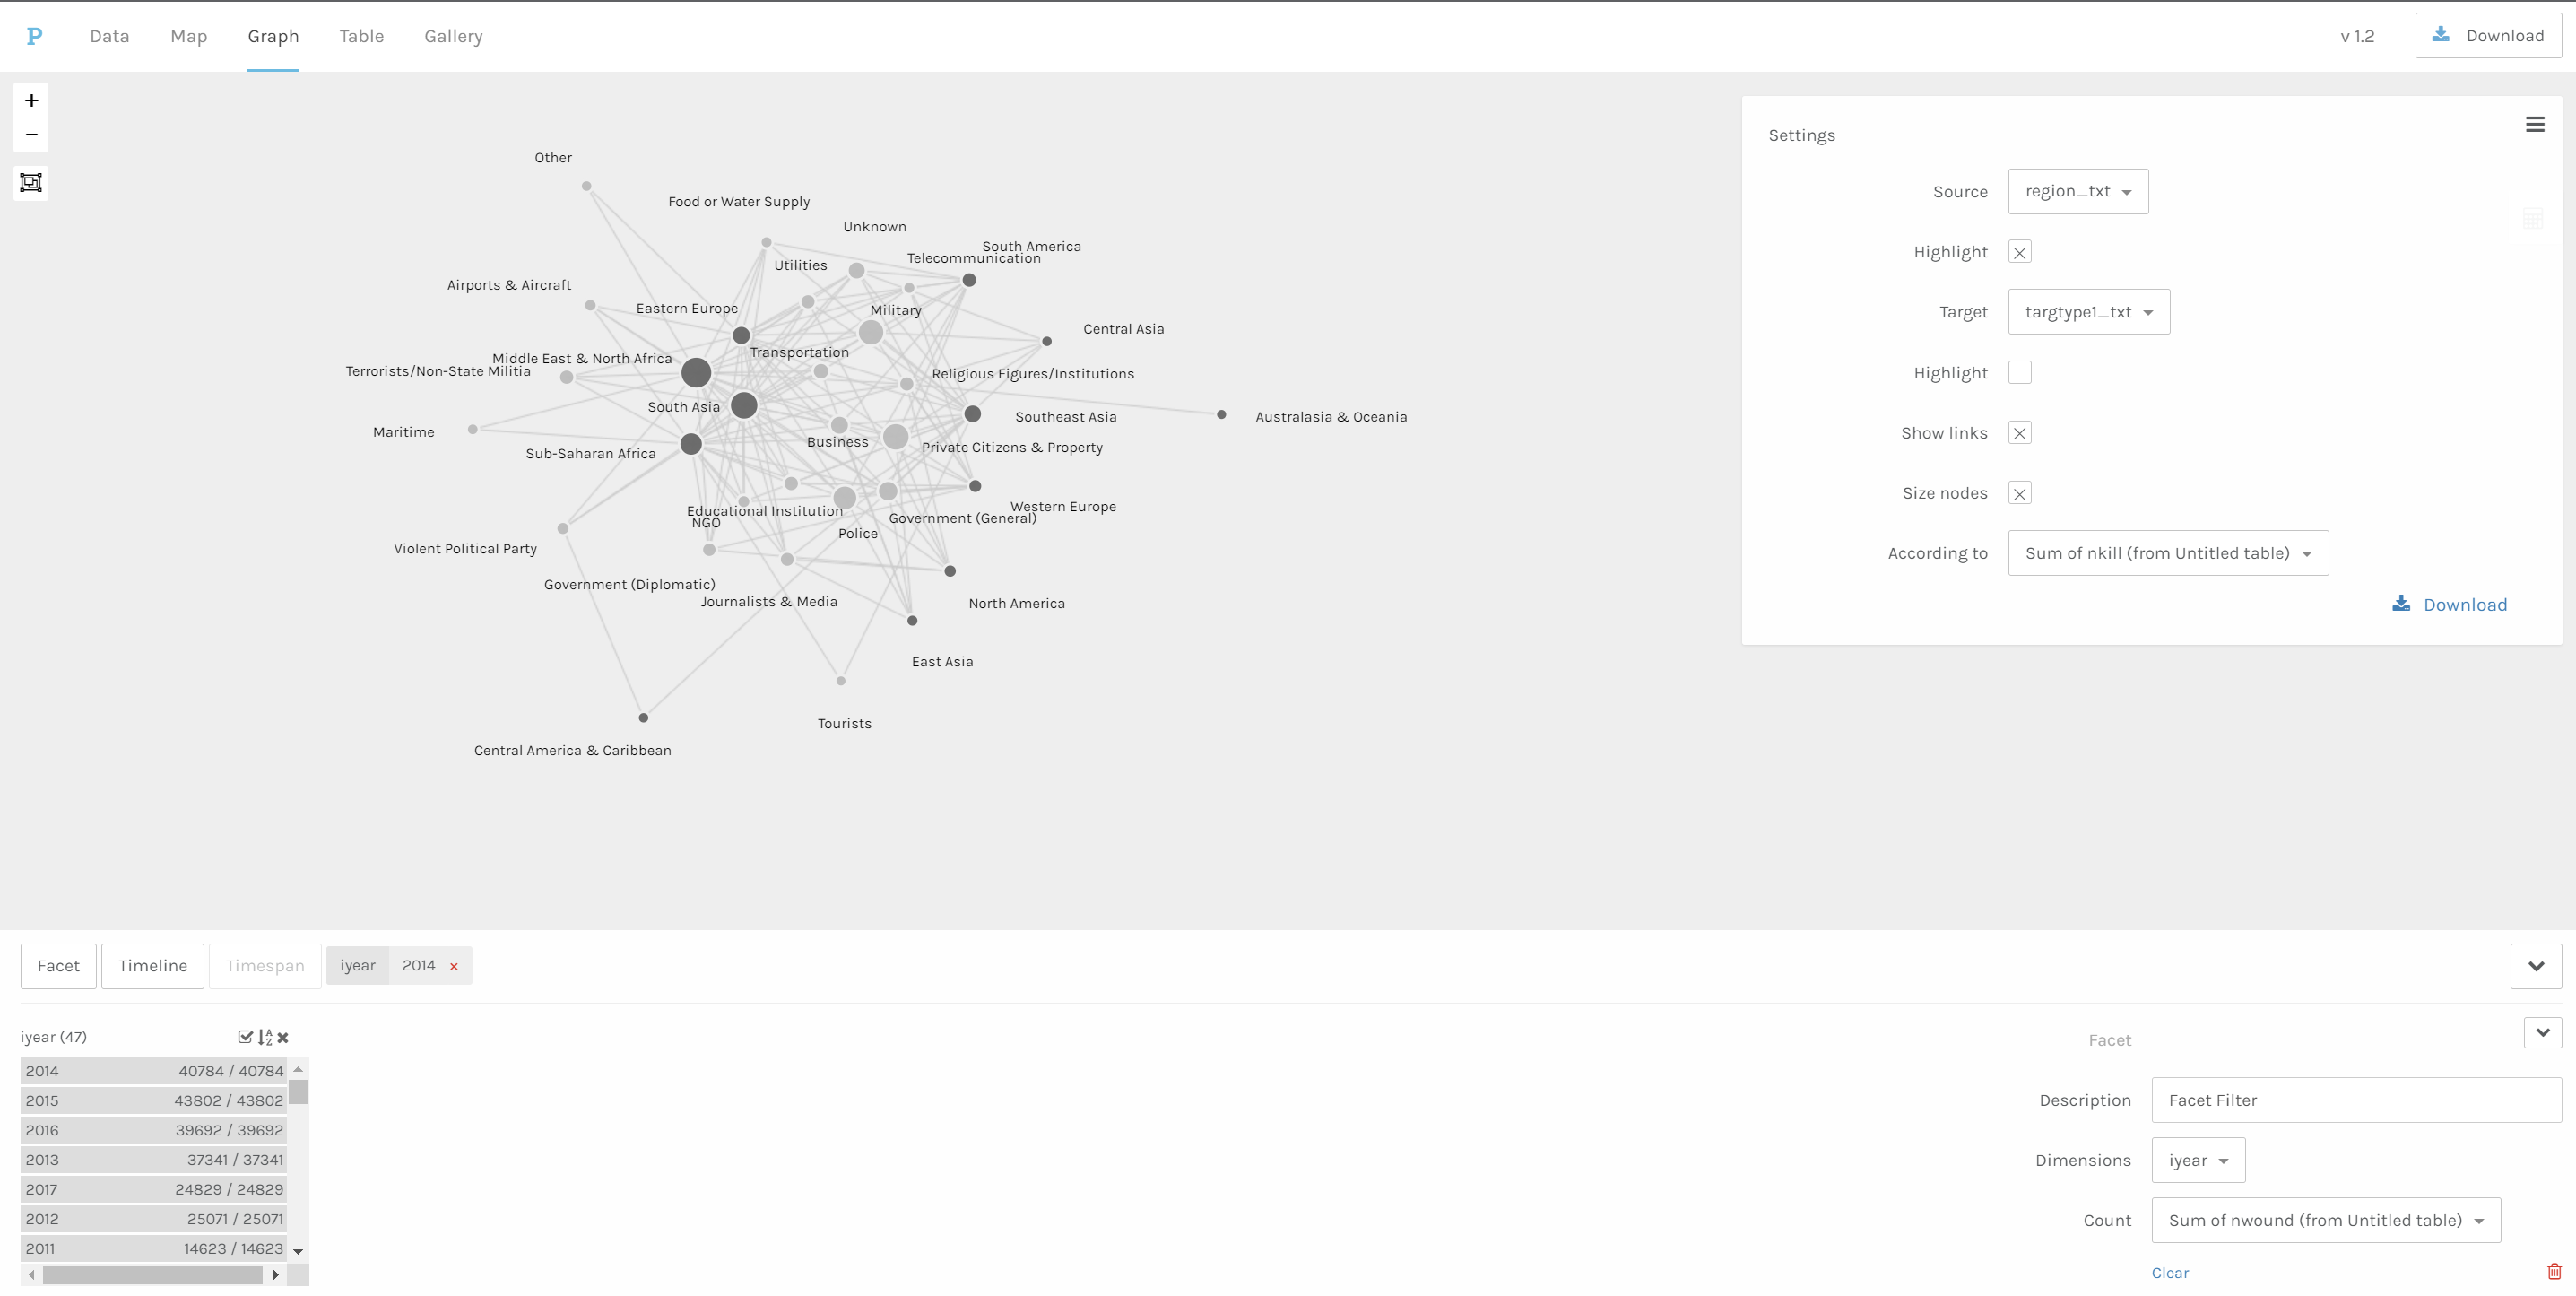 P Data Map Graph Table Gallery v 1.2 Download
+
−
Settings
Source region_txt
Highlight
Target targtype1_txt
Highlight
Show links
Size nodes
According to Sum of nkill (from Untitled table)
Download
Other
Food or Water Supply
Unknown
South America
Telecommunication
Utilities
Airports & Aircraft
Eastern Europe
Military
Central Asia
Transportation
Middle East & North Africa
Terrorists/Non-State Militia
Religious Figures/Institutions
South Asia
Southeast Asia
Australasia & Oceania
Maritime
Business
Private Citizens & Property
Sub-Saharan Africa
Educational Institution
Western Europe
NGO
Government (General)
Police
Violent Political Party
Government (Diplomatic)
Journalists & Media
North America
East Asia
Tourists
Central America & Caribbean
Facet Timeline Timespan iyear 2014 ×
iyear (47)
2014 40784 / 40784
2015 43802 / 43802
2016 39692 / 39692
2013 37341 / 37341
2017 24829 / 24829
2012 25071 / 25071
2011 14623 / 14623
Facet
Description Facet Filter
Dimensions iyear
Count Sum of nwound (from Untitled table)
Clear